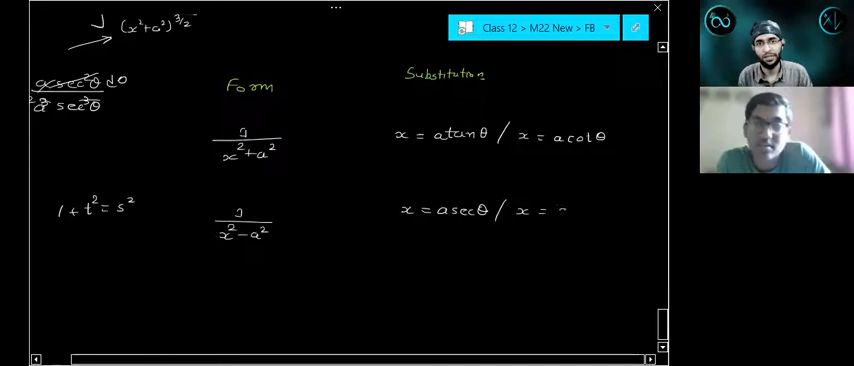 ∫ (x²+a²)^3/2
Class 12 > M22 New > FB
a sec²θ dθ
a³ sec³θ
Form
Substitution
1
x² + a²
x = a tanθ / x = a cotθ
1 + t² = s²
1
x² − a²
x = a secθ / x =